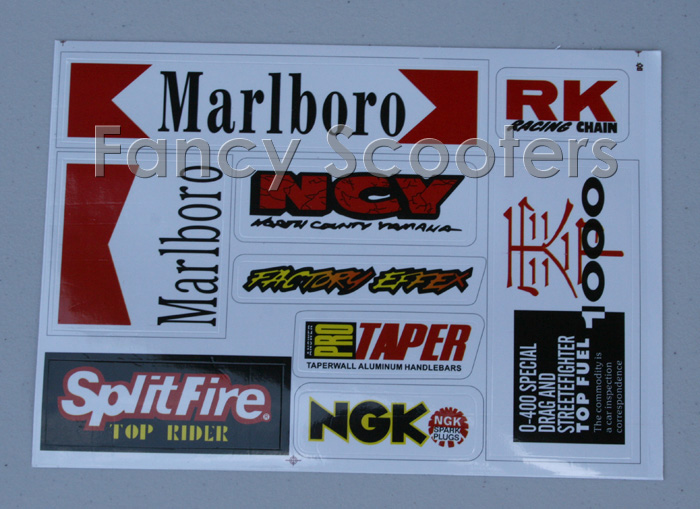 Marlboro
RK
RACING CHAIN
Fancy Scooters
Marlboro
NCY
NORTH COUNTY YAMAHA
FACTORY EFFEX
ANSWER
PRO TAPER
TAPERWALL ALUMINUM HANDLEBARS
SplitFire®
TOP RIDER
NGK
NGK
SPARK
PLUGS
1000
Q-400 SPECIAL
DRAG AND
STREETEFIGHTER
TOP FUEL
The commodity is
a car inspection
correspondence